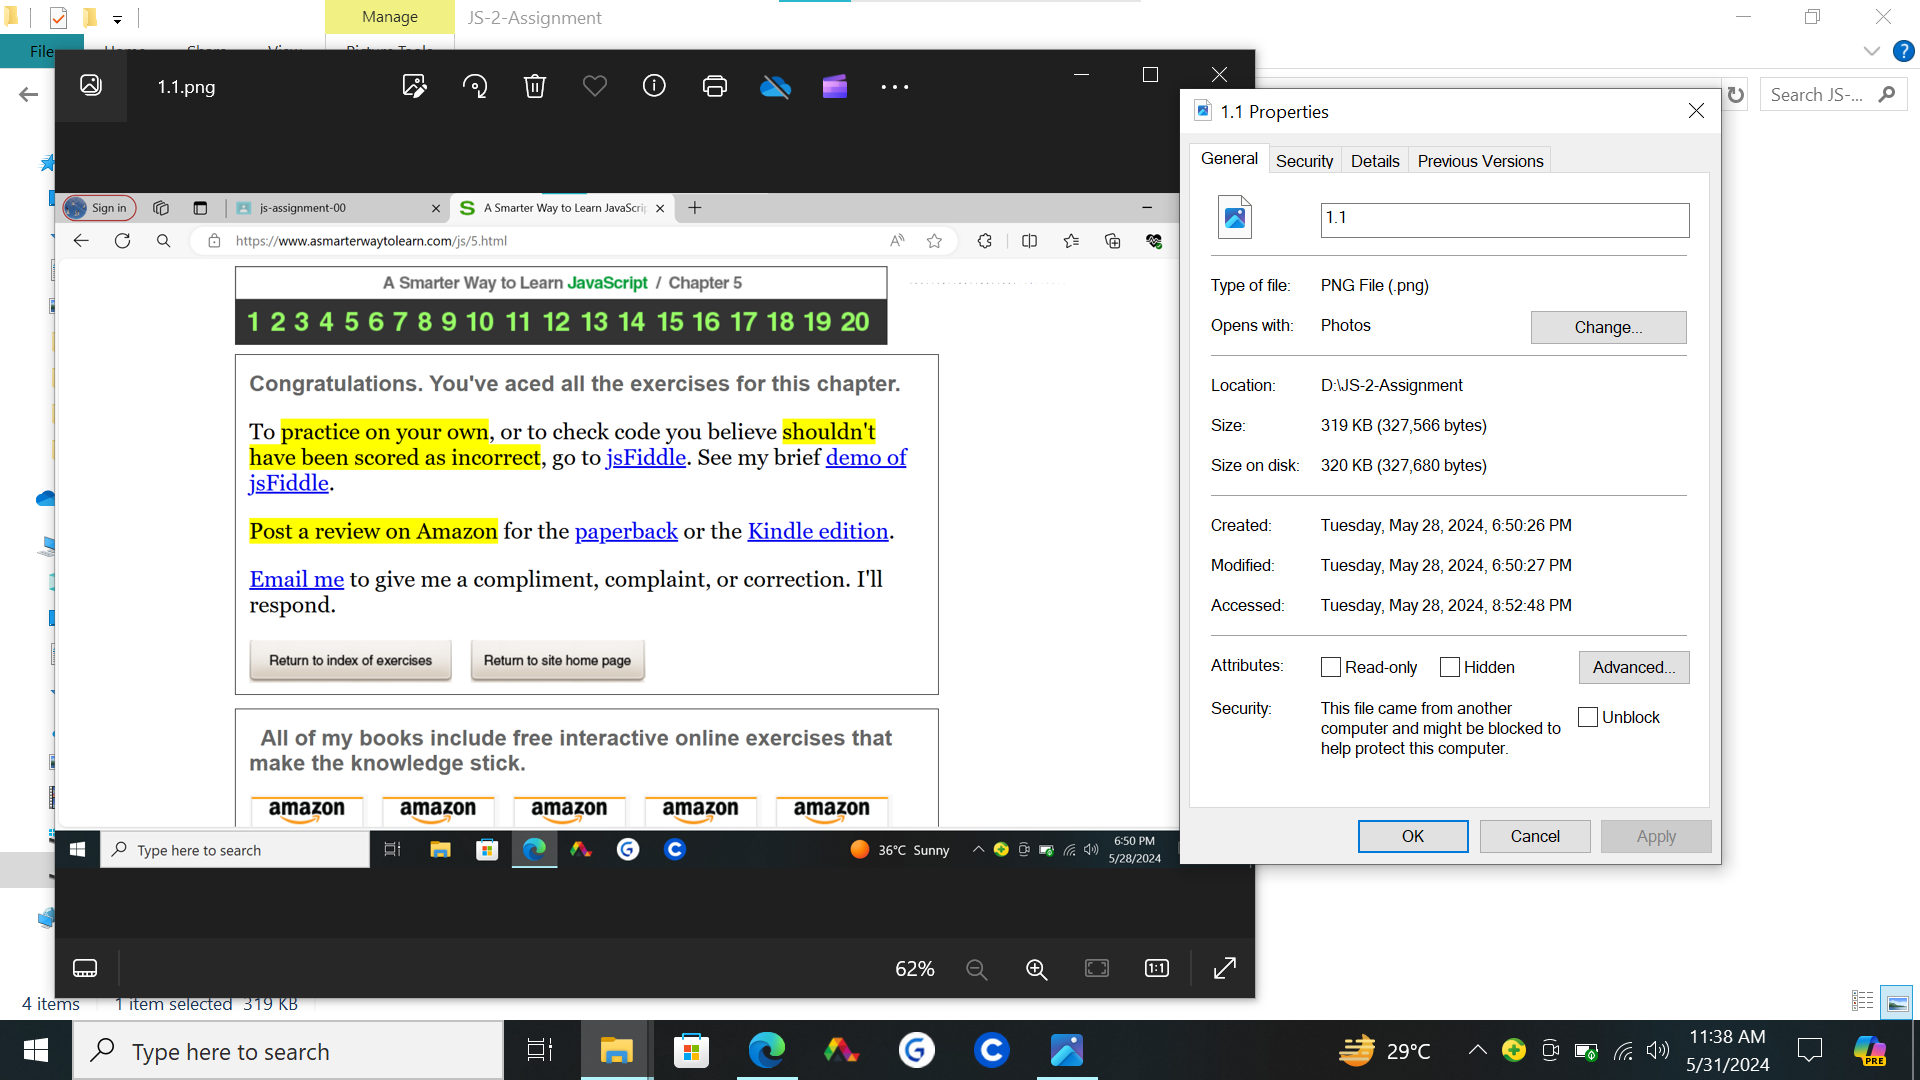 Manage
JS-2-Assignment
File
Home
Share
View
Picture Tools
Search JS-...
1.1.png
Sign in
js-assignment-00
A Smarter Way to Learn JavaScrip
https://www.asmarterwaytolearn.com/js/5.html
A Smarter Way to Learn JavaScript / Chapter 5
1 2 3 4 5 6 7 8 9 10 11 12 13 14 15 16 17 18 19 20
Congratulations. You've aced all the exercises for this chapter.
To practice on your own, or to check code you believe shouldn't
have been scored as incorrect, go to jsFiddle. See my brief demo of
jsFiddle.
Post a review on Amazon for the paperback or the Kindle edition.
Email me to give me a compliment, complaint, or correction. I'll
respond.
Return to index of exercises
Return to site home page
All of my books include free interactive online exercises that
make the knowledge stick.
amazon amazon amazon amazon amazon
Type here to search
36°C Sunny
6:50 PM
5/28/2024
62%
1:1
1.1 Properties
General Security Details Previous Versions
1.1
Type of file: PNG File (.png)
Opens with: Photos
Change...
Location: D:\JS-2-Assignment
Size: 319 KB (327,566 bytes)
Size on disk: 320 KB (327,680 bytes)
Created: Tuesday, May 28, 2024, 6:50:26 PM
Modified: Tuesday, May 28, 2024, 6:50:27 PM
Accessed: Tuesday, May 28, 2024, 8:52:48 PM
Attributes: Read-only Hidden
Advanced...
Security: This file came from another
computer and might be blocked to
help protect this computer.
Unblock
OK Cancel Apply
4 items 1 item selected 319 KB
Type here to search
29°C
11:38 AM
5/31/2024
PRE